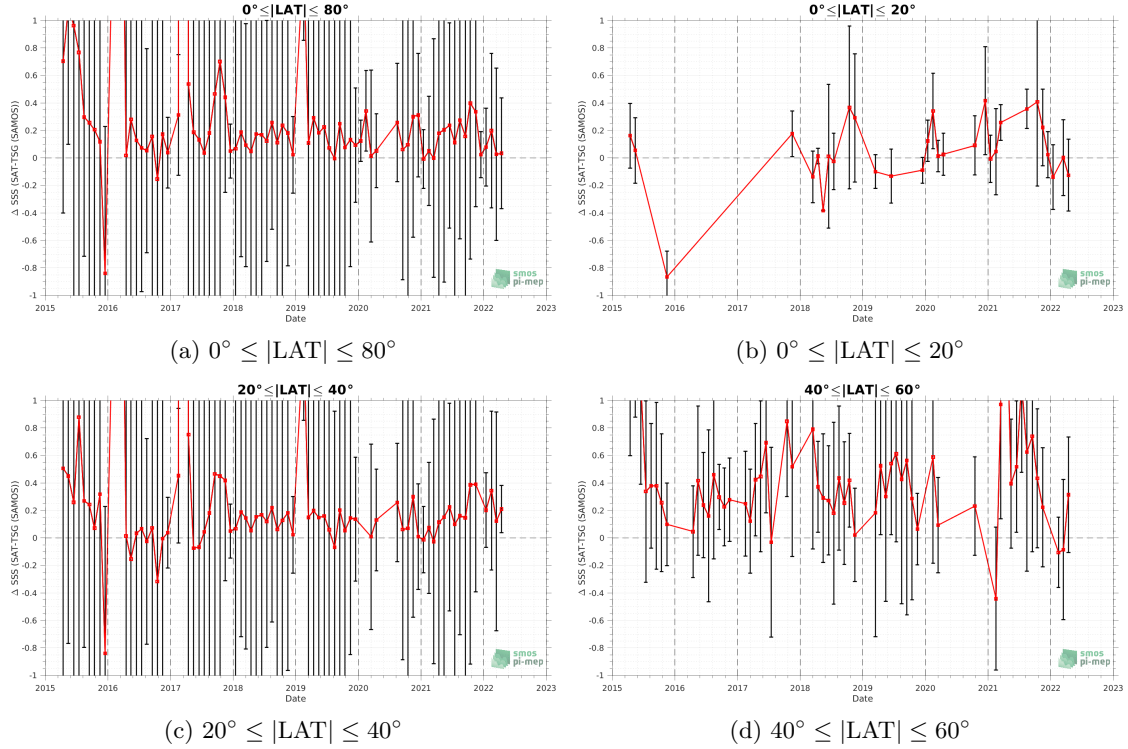 0°≤|LAT|≤ 80°
Δ SSS (SAT-TSG (SAMOS))
1
0.8
0.6
0.4
0.2
0
-0.2
-0.4
-0.6
-0.8
-1
2015 2016 2017 2018 2019 2020 2021 2022 2023
Date
smos
pi-mep
(a) 0° ≤ |LAT| ≤ 80°
0°≤|LAT|≤ 20°
Δ SSS (SAT-TSG (SAMOS))
1
0.8
0.6
0.4
0.2
0
-0.2
-0.4
-0.6
-0.8
-1
2015 2016 2017 2018 2019 2020 2021 2022 2023
Date
smos
pi-mep
(b) 0° ≤ |LAT| ≤ 20°
20°≤|LAT|≤ 40°
Δ SSS (SAT-TSG (SAMOS))
1
0.8
0.6
0.4
0.2
0
-0.2
-0.4
-0.6
-0.8
-1
2015 2016 2017 2018 2019 2020 2021 2022 2023
Date
smos
pi-mep
(c) 20° ≤ |LAT| ≤ 40°
40°≤|LAT|≤ 60°
Δ SSS (SAT-TSG (SAMOS))
1
0.8
0.6
0.4
0.2
0
-0.2
-0.4
-0.6
-0.8
-1
2015 2016 2017 2018 2019 2020 2021 2022 2023
Date
smos
pi-mep
(d) 40° ≤ |LAT| ≤ 60°